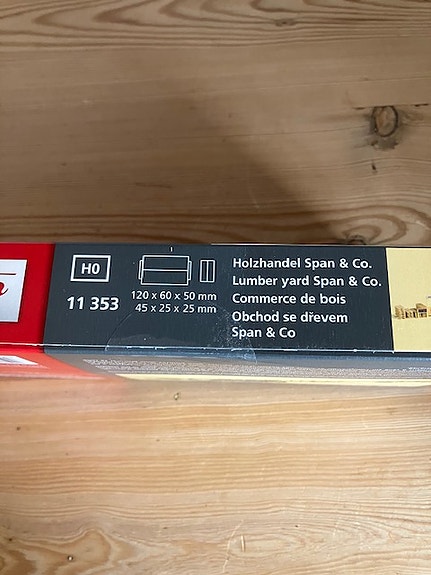 H0
11 353
120 x 60 x 50 mm
45 x 25 x 25 mm
Holzhandel Span & Co.
Lumber yard Span & Co.
Commerce de bois
Obchod se dřevem
Span & Co